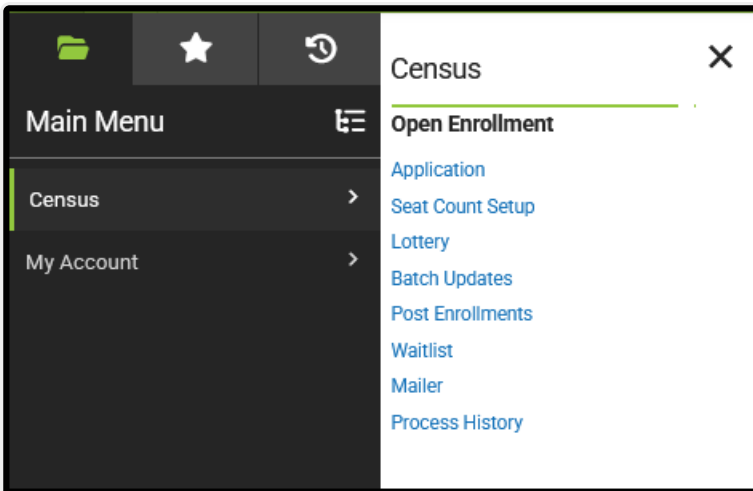 Main Menu
Census
My Account
Census
Open Enrollment
Application
Seat Count Setup
Lottery
Batch Updates
Post Enrollments
Waitlist
Mailer
Process History